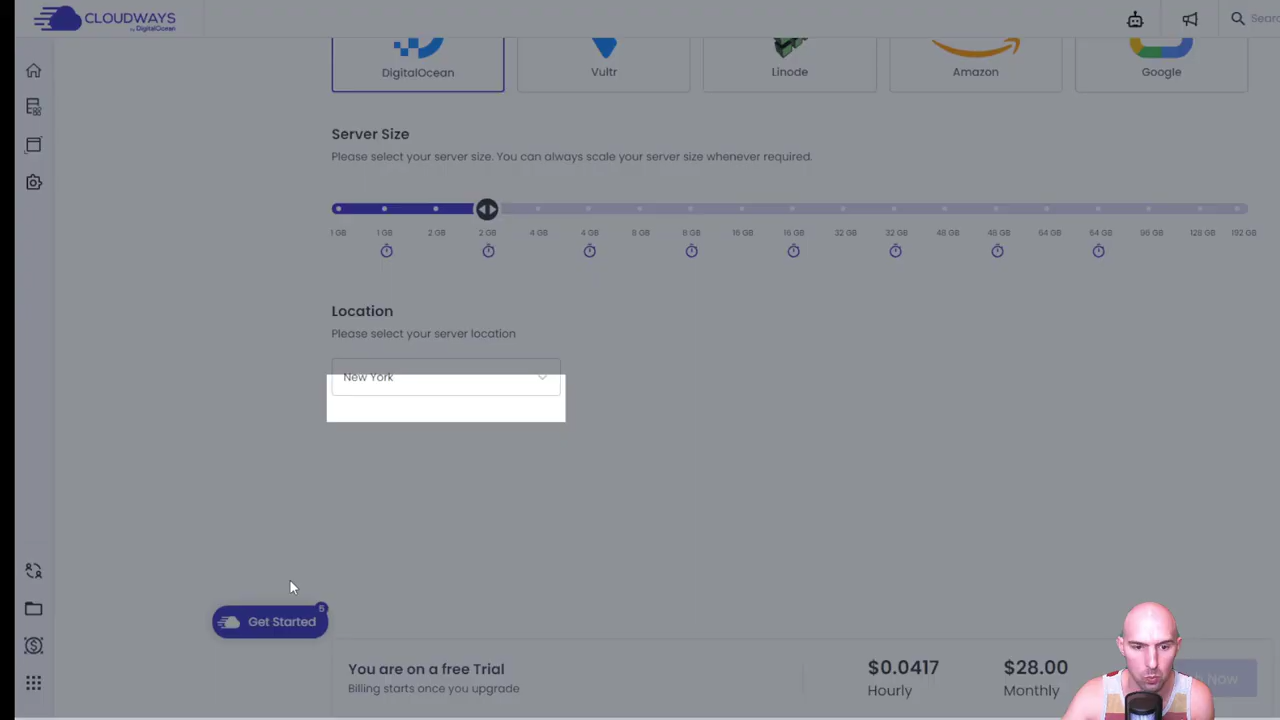 CLOUDWAYS
by DigitalOcean
DigitalOcean
Vultr
Linode
Amazon
Google
Server Size
Please select your server size. You can always scale your server size whenever required.
1 GB 1 GB 2 GB 2 GB 4 GB 4 GB 8 GB 8 GB 16 GB 16 GB 32 GB 32 GB 48 GB 48 GB 64 GB 64 GB 96 GB 128 GB 192 GB
Location
Please select your server location
New York
5
Get Started
You are on a free Trial
Billing starts once you upgrade
$0.0417
Hourly
$28.00
Monthly
Now